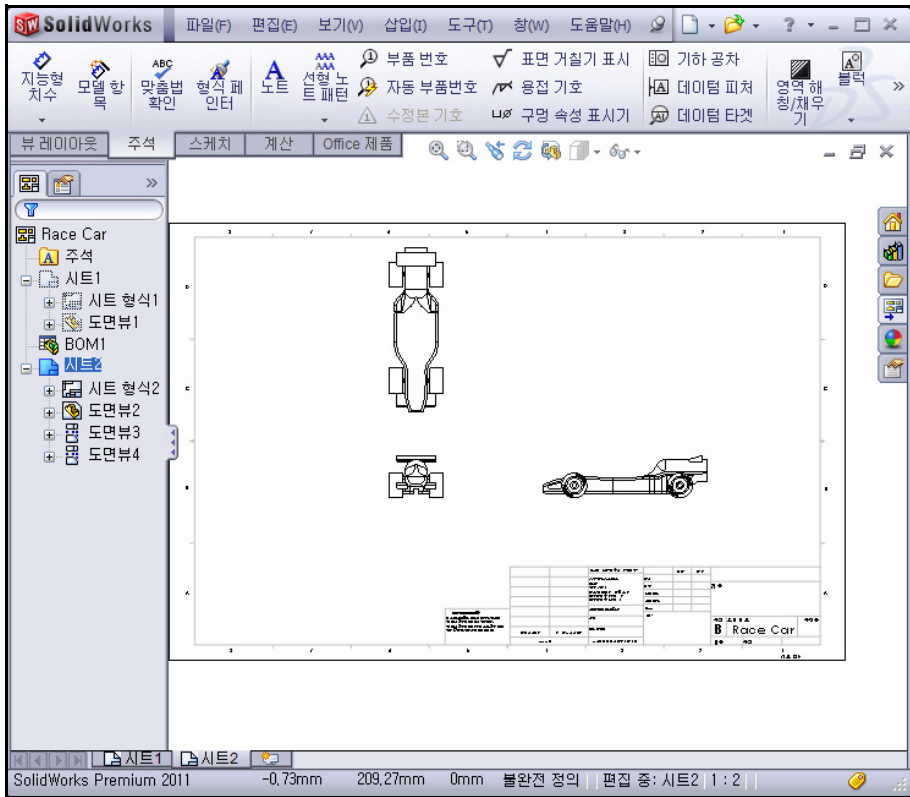 SolidWorks 파일(F) 편집(E) 보기(V) 삽입(I) 도구(T) 창(W) 도움말(H)
지능형 치수
모델 항목
ABC
맞춤법 확인
형식 페인터
A
노트
선형 노트 패턴
부품 번호
자동 부품번호
수정본 기호
표면 거칠기 표시
용접 기호
구멍 속성 표시기
기하 공차
데이텀 피처
데이텀 타겟
영역 해칭/채우기
블럭
뷰 레이아웃 주석 스케치 계산 Office 제품
Race Car
주석
시트1
시트 형식1
도면뷰1
BOM1
시트2
시트 형식2
도면뷰2
도면뷰3
도면뷰4
B Race Car
시트1 시트2
SolidWorks Premium 2011 -0,73mm 209,27mm 0mm 불완전 정의 편집 중: 시트2 1 : 2